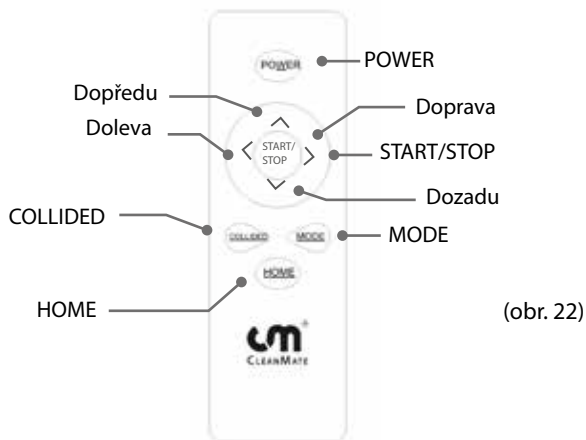 POWER
POWER
Dopředu
Doprava
Doleva
START/
STOP
START/STOP
Dozadu
COLLIDED
COLLIDED
MODE
MODE
HOME
HOME
(obr. 22)
cm
CLEANMATE